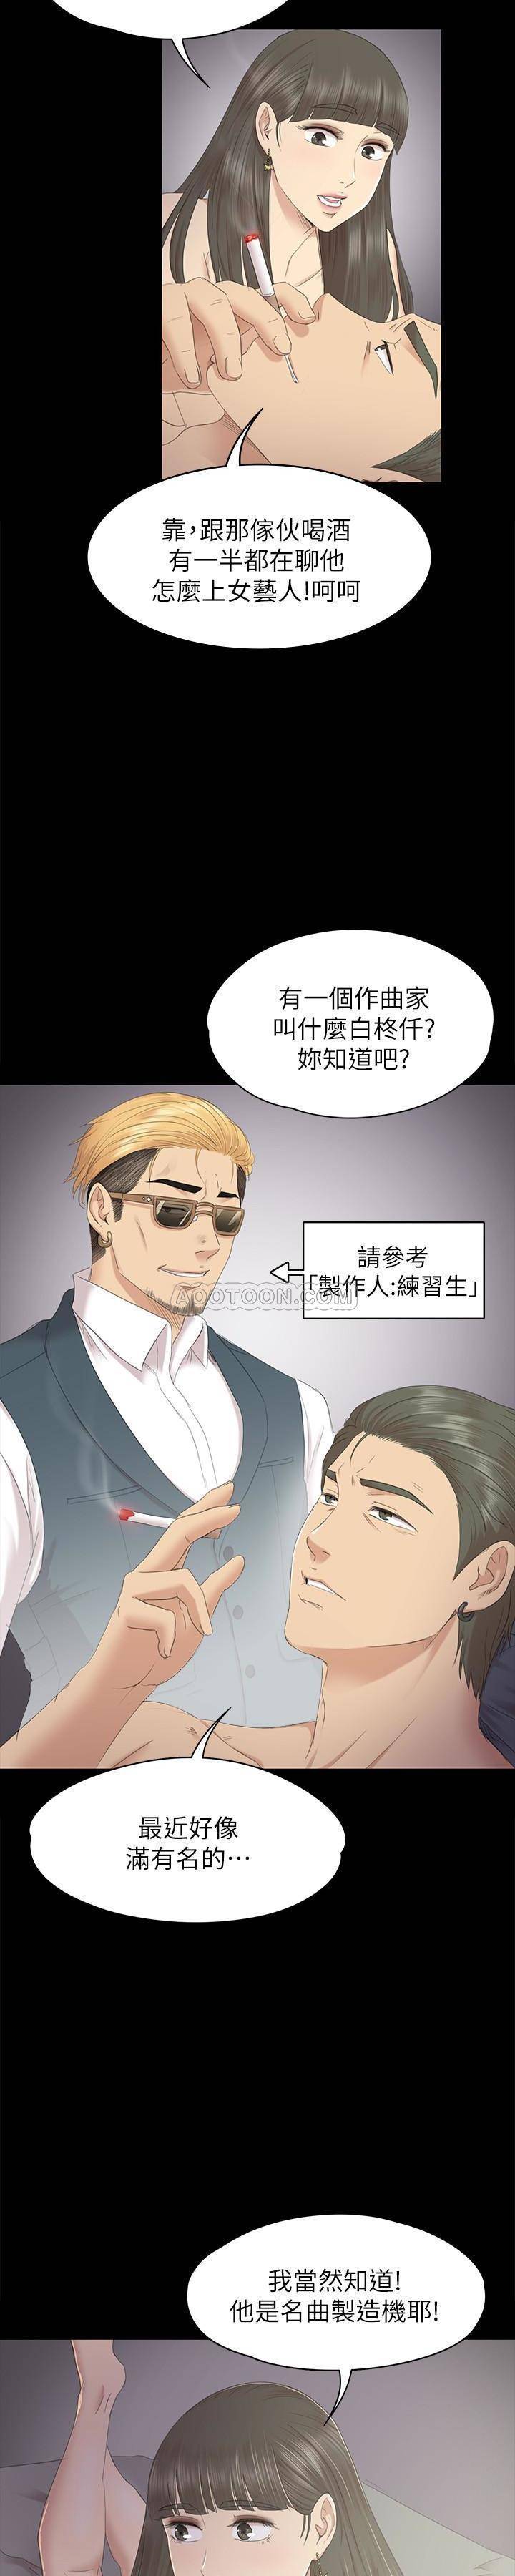 靠，跟那傢伙喝酒
有一半都在聊他
怎麼上女藝人!呵呵
有一個作曲家
叫什麼白柊仟?
妳知道吧?
請參考
「製作人:練習生」
ADOTOON.COM
最近好像
滿有名的…
我當然知道!
他是名曲製造機耶!